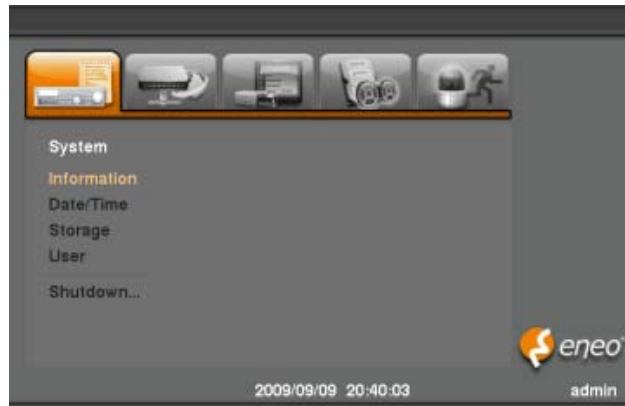 System
Information
Date/Time
Storage
User
Shutdown...
eneo
2009/09/09 20:40:03
admin